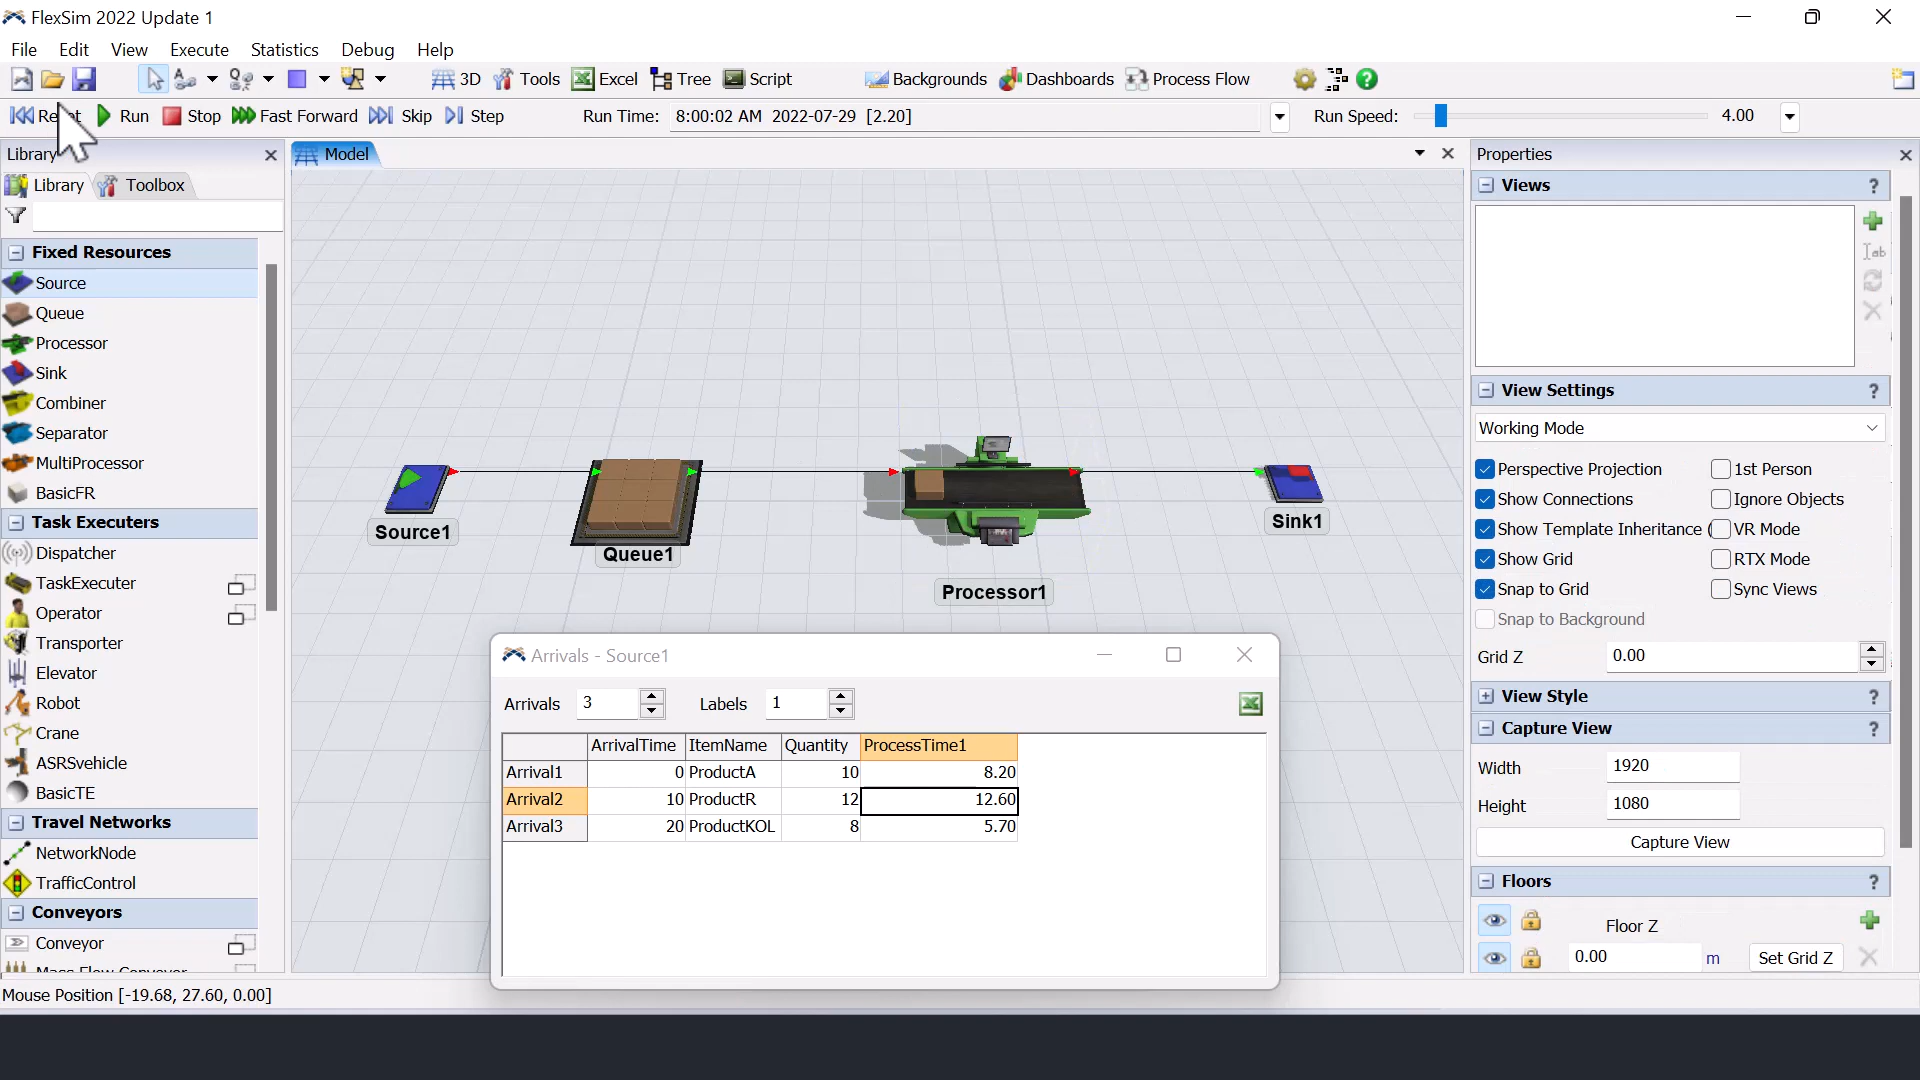 FlexSim 2022 Update 1
File Edit View Execute Statistics Debug Help
3D Tools Excel Tree Script Backgrounds Dashboards Process Flow
Run Stop Fast Forward Skip Step Run Time: 8:00:02 AM 2022-07-29 [2.20] Run Speed: 4.00
Library
Library Toolbox
Fixed Resources
Source
Queue
Processor
Sink
Combiner
Separator
MultiProcessor
BasicFR
Task Executers
Dispatcher
TaskExecuter
Operator
Transporter
Elevator
Robot
Crane
ASRSvehicle
BasicTE
Travel Networks
NetworkNode
TrafficControl
Conveyors
Conveyor
Mouse Position [-19.68, 27.60, 0.00]
Model
Source1
Queue1
Processor1
Sink1
Arrivals - Source1
Arrivals 3 Labels 1
ArrivalTime ItemName Quantity ProcessTime1
Arrival1 0 ProductA 10 8.20
Arrival2 10 ProductR 12 12.60
Arrival3 20 ProductKOL 8 5.70
Properties
Views
View Settings
Working Mode
Perspective Projection 1st Person
Show Connections Ignore Objects
Show Template Inheritance ( VR Mode
Show Grid RTX Mode
Snap to Grid Sync Views
Snap to Background
Grid Z 0.00
View Style
Capture View
Width 1920
Height 1080
Capture View
Floors
Floor Z
0.00 m Set Grid Z